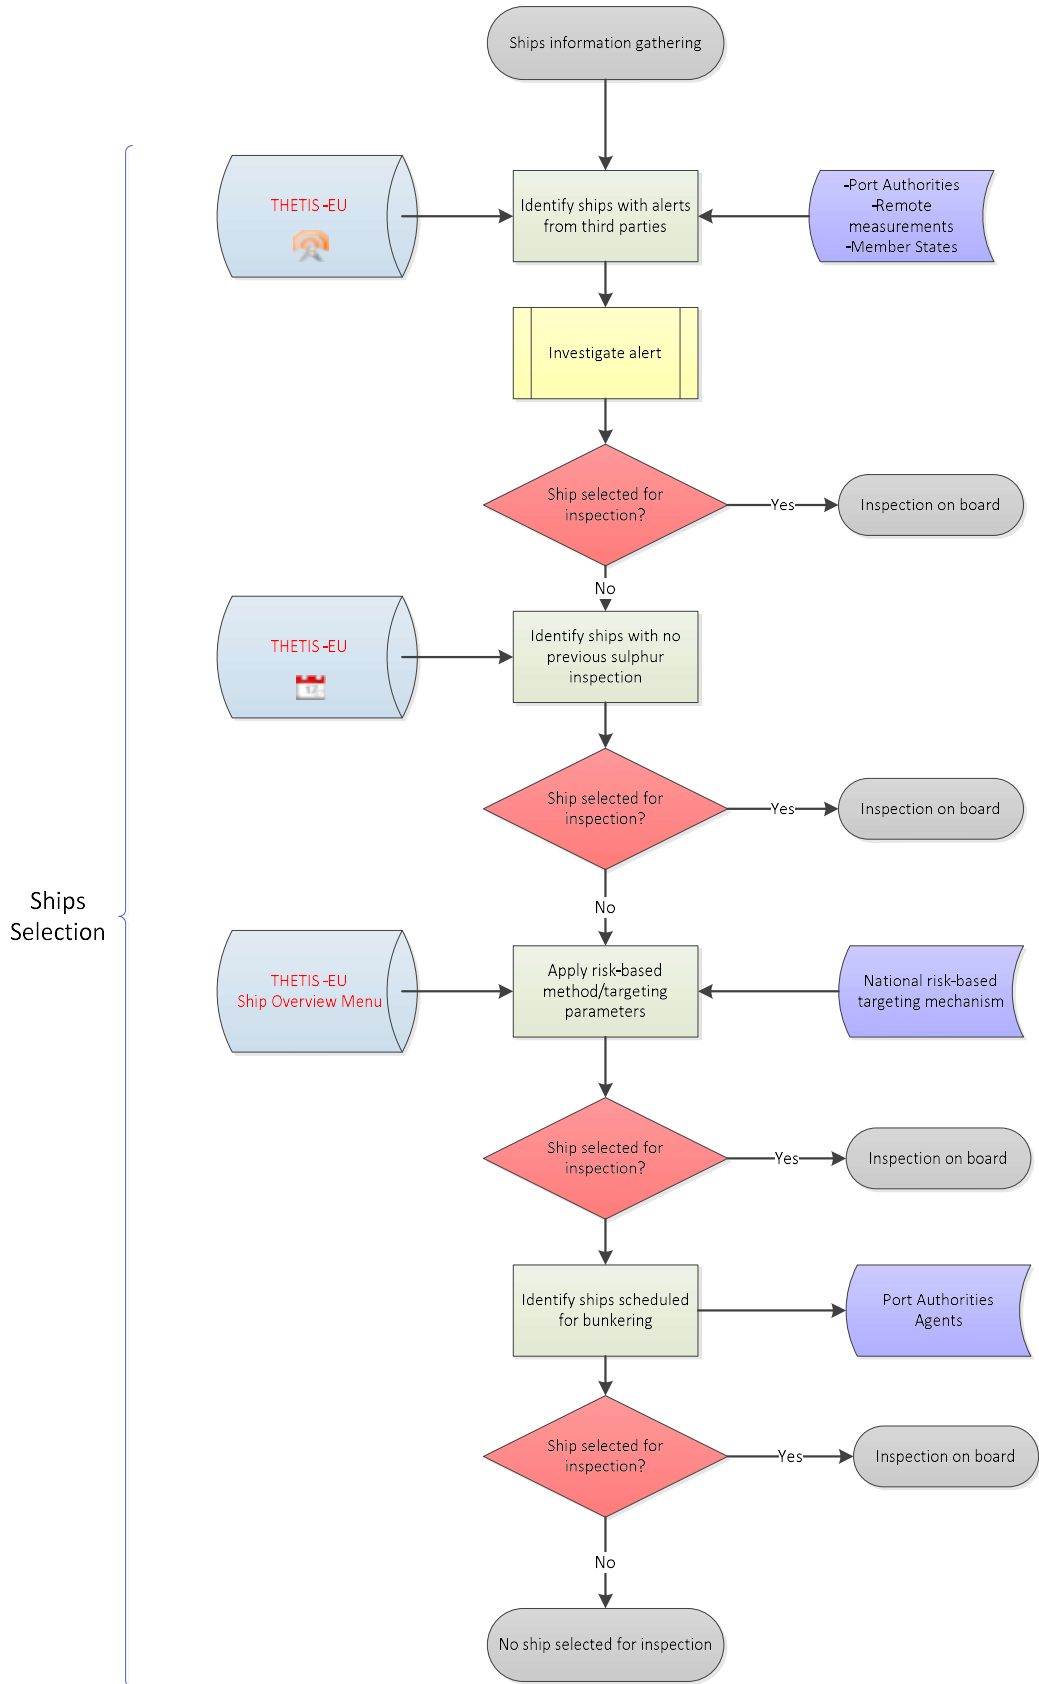 Ships information gathering
THETIS -EU
Identify ships with alerts
from third parties
-Port Authorities
-Remote
measurements
-Member States
Investigate alert
Ship selected for
inspection?
Yes
Inspection on board
No
THETIS -EU
Identify ships with no
previous sulphur
inspection
Ship selected for
inspection?
Yes
Inspection on board
No
Ships
Selection
THETIS -EU
Ship Overview Menu
Apply risk-based
method/targeting
parameters
National risk-based
targeting mechanism
Ship selected for
inspection?
Yes
Inspection on board
Identify ships scheduled
for bunkering
Port Authorities
Agents
Ship selected for
inspection?
Yes
Inspection on board
No
No ship selected for inspection